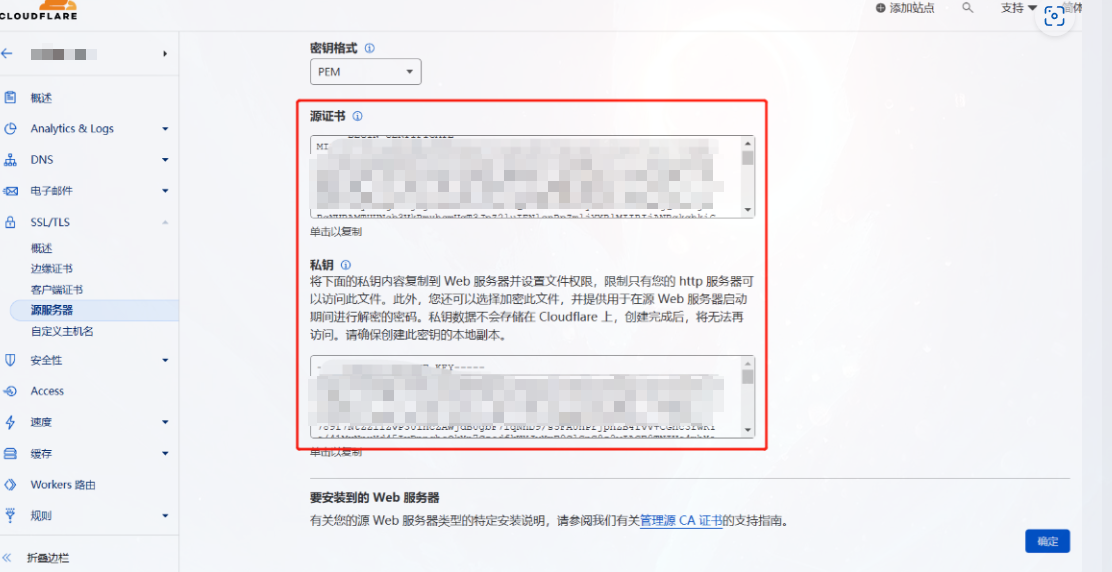 CLOUDFLARE
添加站点
支持
简体
密钥格式
PEM
概述
Analytics & Logs
DNS
电子邮件
SSL/TLS
概述
边缘证书
客户端证书
源服务器
自定义主机名
安全性
Access
速度
缓存
Workers 路由
规则
折叠边栏
源证书
MI
单击以复制
私钥
将下面的私钥内容复制到 Web 服务器并设置文件权限，限制只有您的 http 服务器可
以访问此文件。此外，您还可以选择加密此文件，并提供用于在源 Web 服务器启动
期间进行解密的密码。私钥数据不会存储在 Cloudflare 上，创建完成后，将无法再
访问。请确保创建此密钥的本地副本。
KEY-----
单击以复制
要安装到的 Web 服务器
有关您的源 Web 服务器类型的特定安装说明，请参阅我们有关管理源 CA 证书的支持指南。
确定